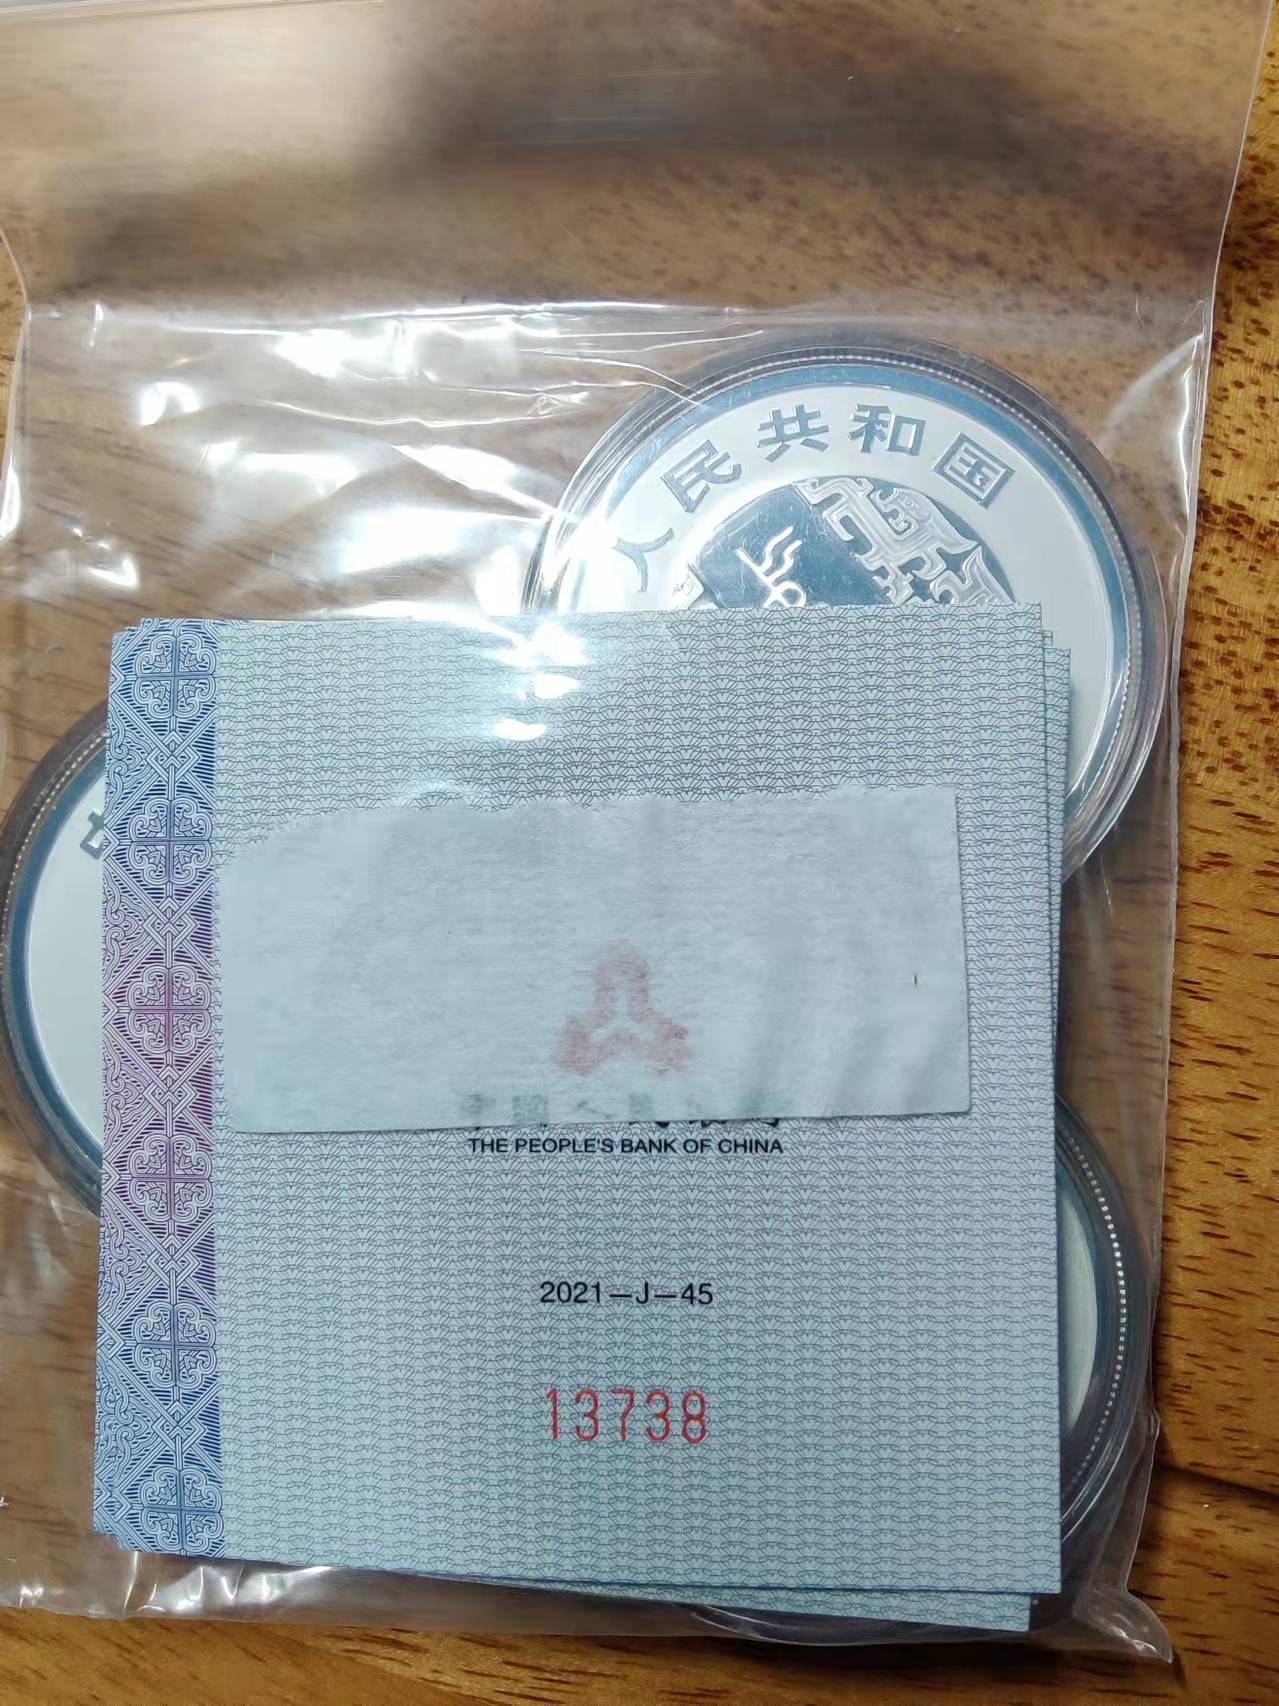 人民共和国
THE PEOPLE'S BANK OF CHINA
2021—J—45
13738